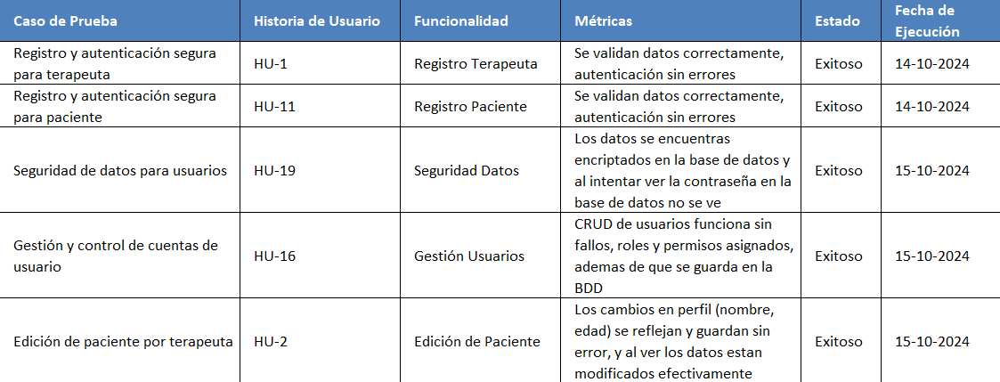 Caso de Prueba
Historia de Usuario
Funcionalidad
Métricas
Estado
Fecha de
Ejecución
Registro y autenticación segura
para terapeuta
HU-1
Registro Terapeuta
Se validan datos correctamente,
autenticación sin errores
Exitoso
14-10-2024
Registro y autenticación segura
para paciente
HU-11
Registro Paciente
Se validan datos correctamente,
autenticación sin errores
Exitoso
14-10-2024
Seguridad de datos para usuarios
HU-19
Seguridad Datos
Los datos se encuentras
encriptados en la base de datos y
al intentar ver la contraseña en la
base de datos no se ve
Exitoso
15-10-2024
Gestión y control de cuentas de
usuario
HU-16
Gestión Usuarios
CRUD de usuarios funciona sin
fallos, roles y permisos asignados,
ademas de que se guarda en la
BDD
Exitoso
15-10-2024
Edición de paciente por terapeuta
HU-2
Edición de Paciente
Los cambios en perfil (nombre,
edad) se reflejan y guardan sin
error, y al ver los datos estan
modificados efectivamente
Exitoso
15-10-2024